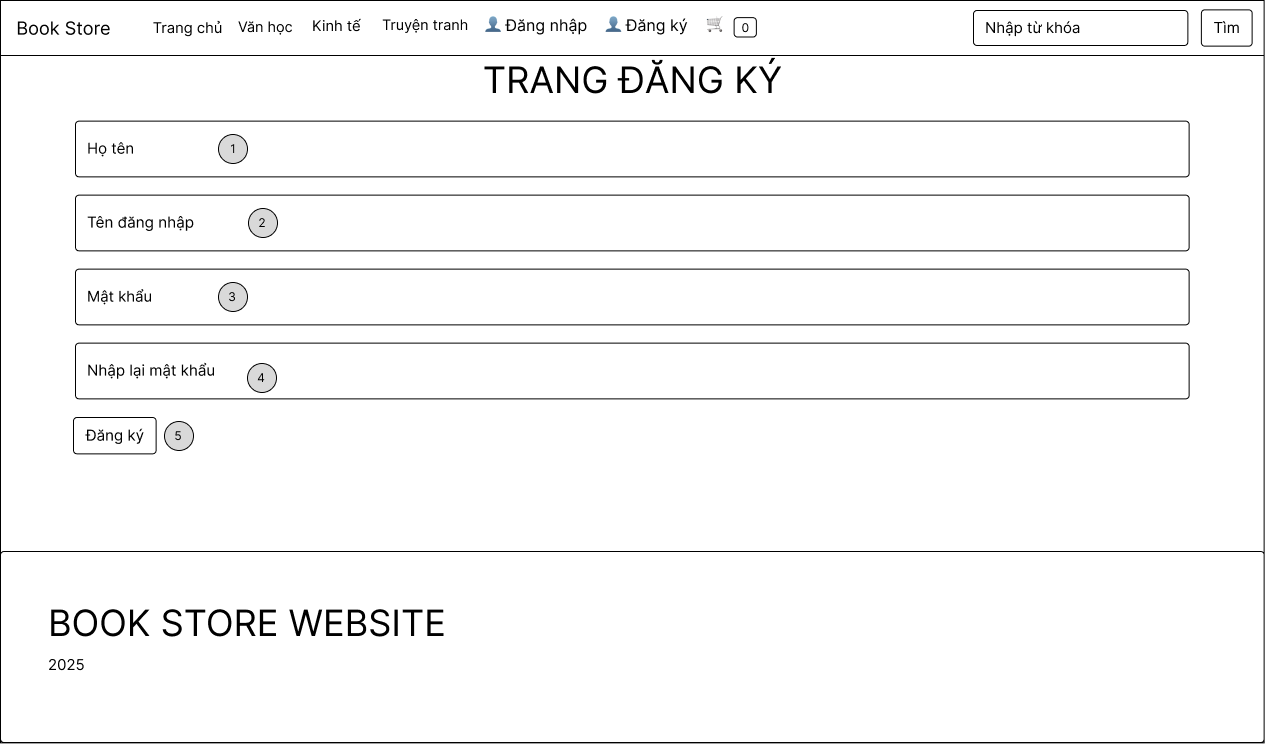 Book Store Trang chủ Văn học Kinh tế Truyện tranh 👤 Đăng nhập 👤 Đăng ký 🛒 0 Nhập từ khóa Tìm
TRANG ĐĂNG KÝ
Họ tên 1
Tên đăng nhập 2
Mật khẩu 3
Nhập lại mật khẩu 4
Đăng ký 5
BOOK STORE WEBSITE
2025